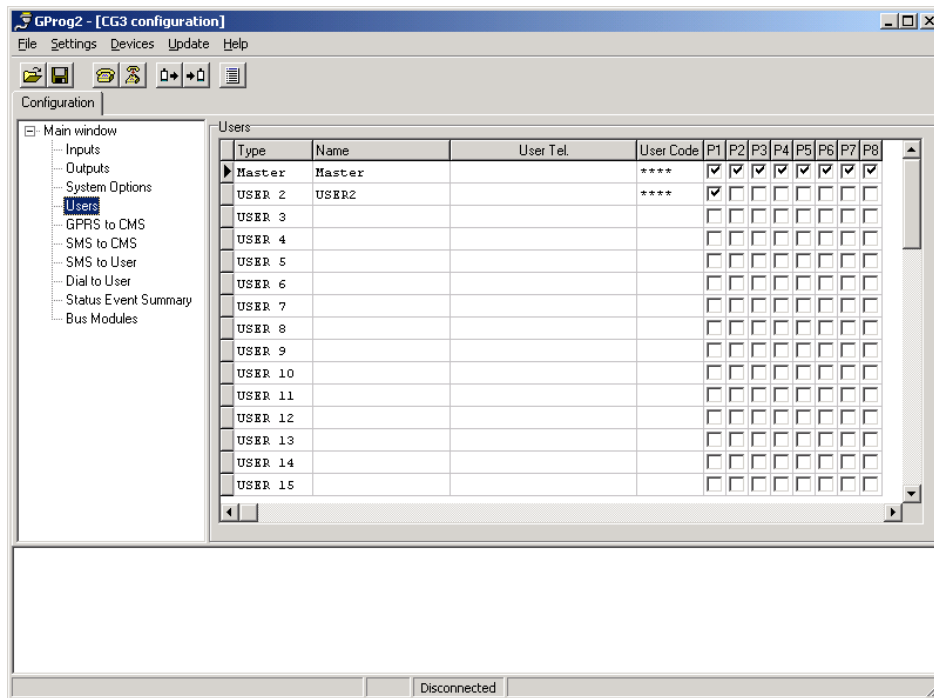 GProg2 - [CG3 configuration]
File Settings Devices Update Help
Configuration
Main window
Inputs
Outputs
System Options
Users
GPRS to CMS
SMS to CMS
SMS to User
Dial to User
Status Event Summary
Bus Modules
Users
Type Name User Tel. User Code P1 P2 P3 P4 P5 P6 P7 P8
Master Master ****
USER 2 USER2 ****
USER 3
USER 4
USER 5
USER 6
USER 7
USER 8
USER 9
USER 10
USER 11
USER 12
USER 13
USER 14
USER 15
Disconnected